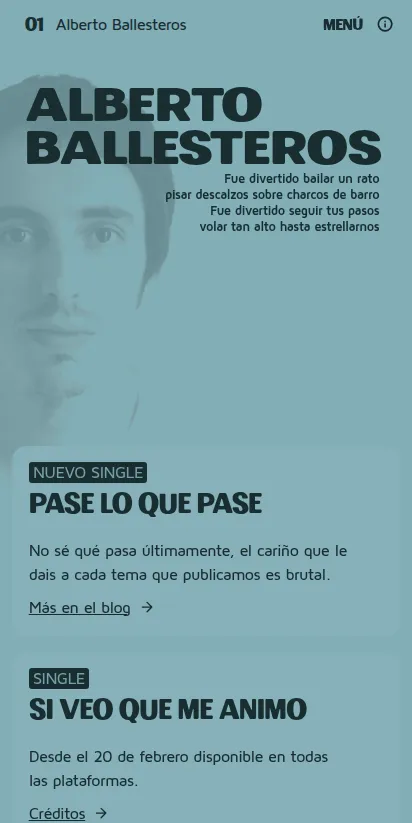 01 Alberto Ballesteros MENÚ
ALBERTO
BALLESTEROS
Fue divertido bailar un rato
pisar descalzos sobre charcos de barro
Fue divertido seguir tus pasos
volar tan alto hasta estrellarnos
NUEVO SINGLE
PASE LO QUE PASE
No sé qué pasa últimamente, el cariño que le
dais a cada tema que publicamos es brutal.
Más en el blog →
SINGLE
SI VEO QUE ME ANIMO
Desde el 20 de febrero disponible en todas
las plataformas.
Créditos →